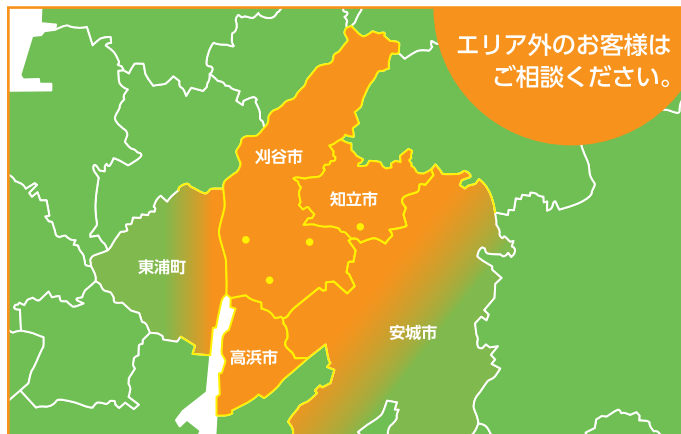 エリア外のお客様は
ご相談ください。
刈谷市
知立市
東浦町
安城市
高浜市